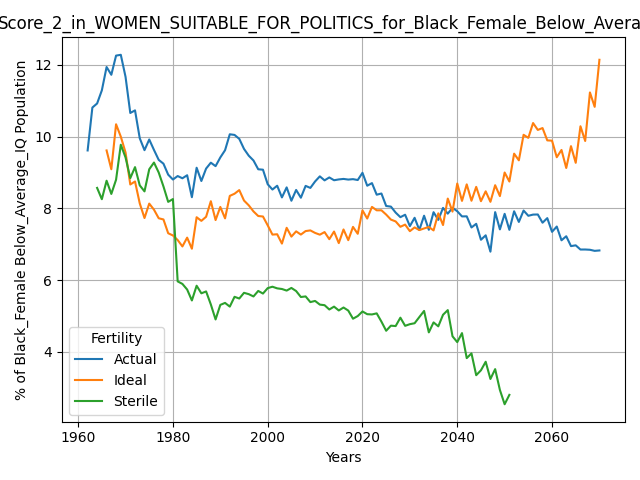 Score_2_in_WOMEN_SUITABLE_FOR_POLITICS_for_Black_Female_Below_Avera
% of Black_Female Below_Average_IQ Population
12
10
8
6
4
Fertility
Actual
Ideal
Sterile
1960
1980
2000
2020
2040
2060
Years